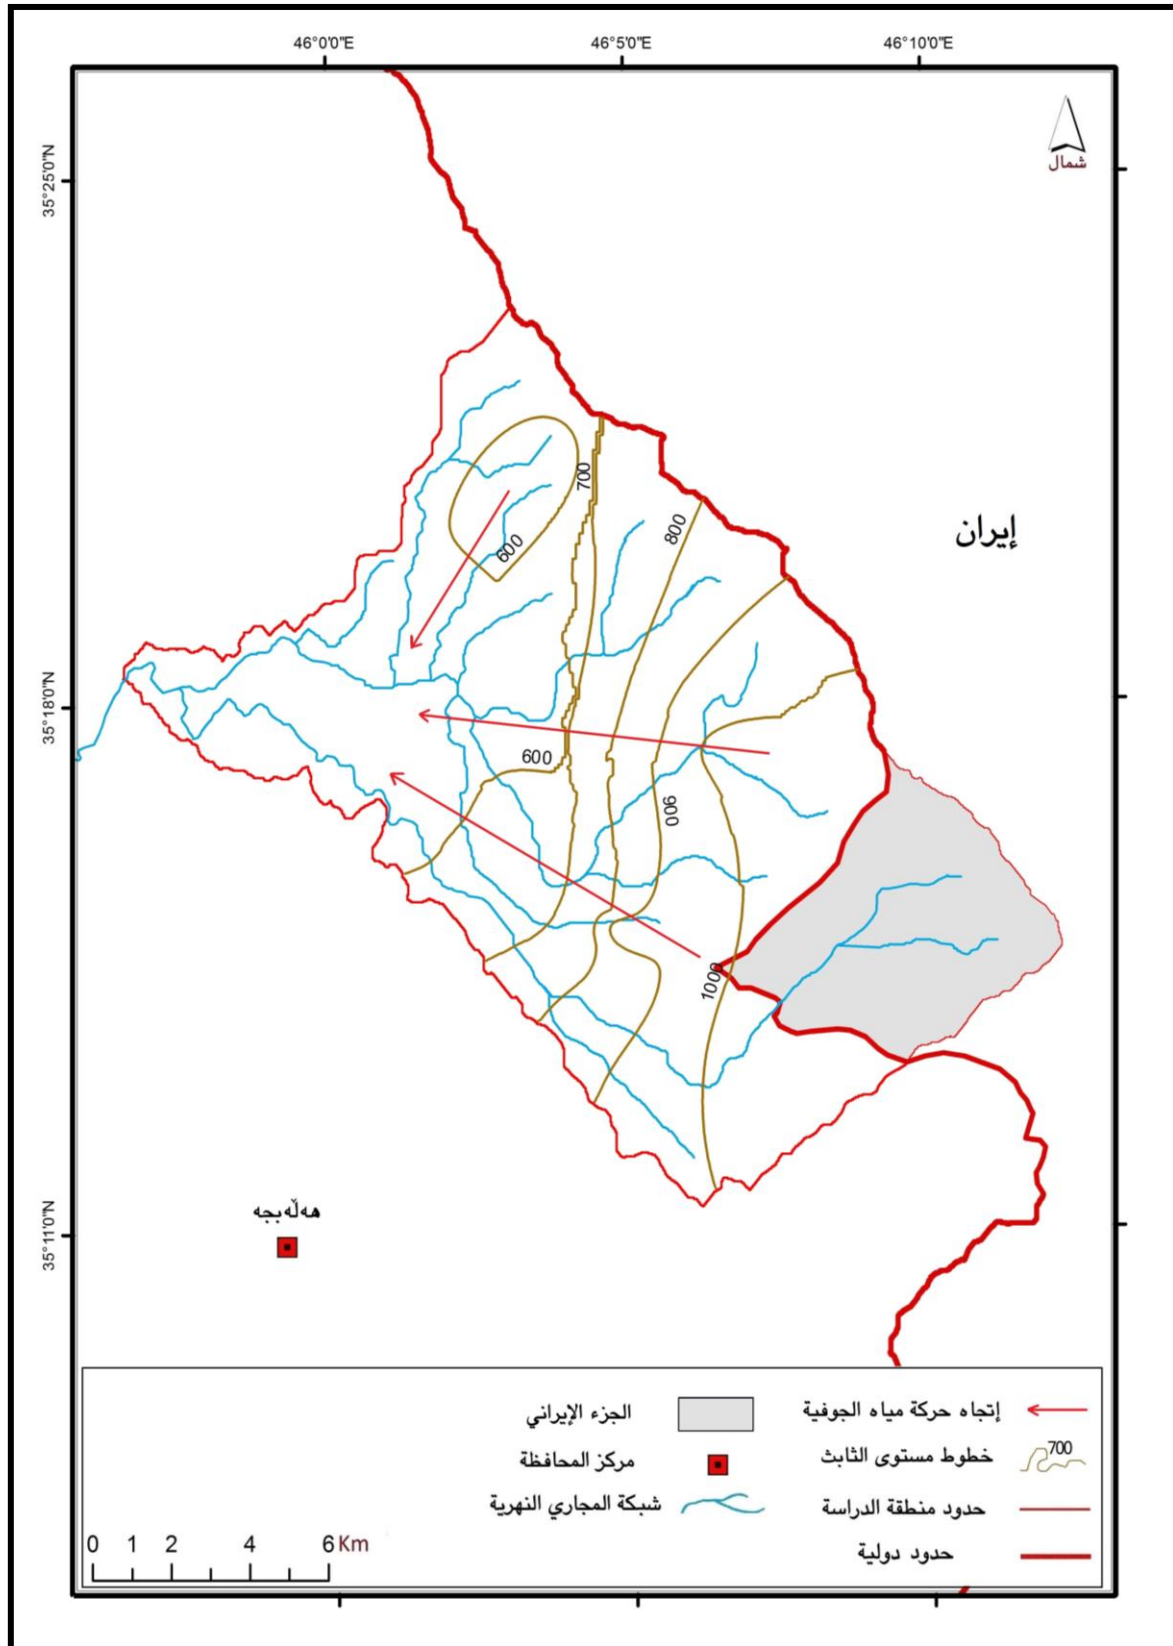 46°0'0"E
46°5'0"E
46°10'0"E
35°25'0"N
شمال
700
800
إيران
600
35°18'0"N
600
900
1000
هەڵەبجە
35°11'0"N
إتجاه حركة مياه الجوفية
الجزء الإيراني
700
خطوط مستوى الثابث
مركز المحافظة
حدود منطقة الدراسة
شبكة المجاري النهرية
حدود دولية
0 1 2 4 6 Km